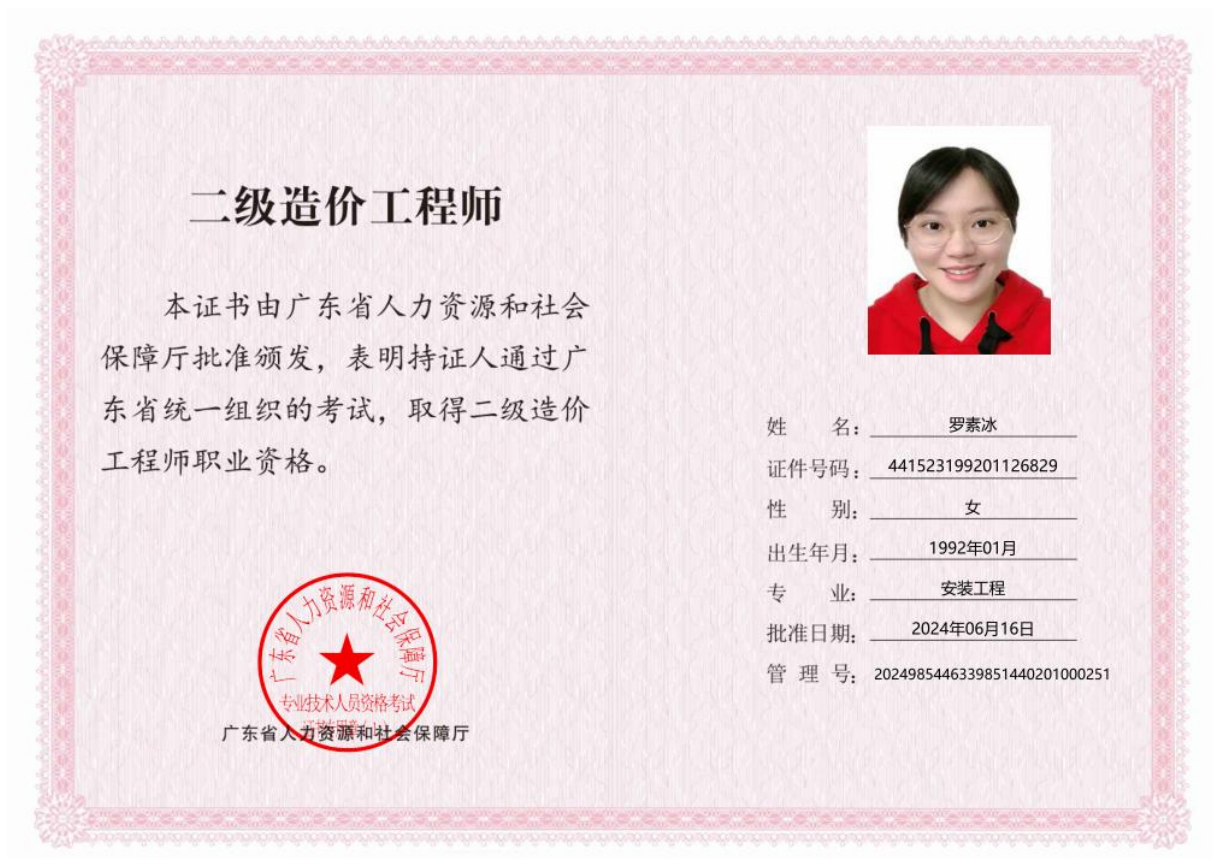 二级造价工程师
本证书由广东省人力资源和社会
保障厅批准颁发，表明持证人通过广
东省统一组织的考试，取得二级造价
工程师职业资格。
广东省人力资源和社会保障厅
专业技术人员资格考试
广东省人力资源和社会保障厅
姓 名：罗素冰
证件号码：441523199201126829
性 别：女
出生年月：1992年01月
专 业：安装工程
批准日期：2024年06月16日
管 理 号：2024985446339851440201000251